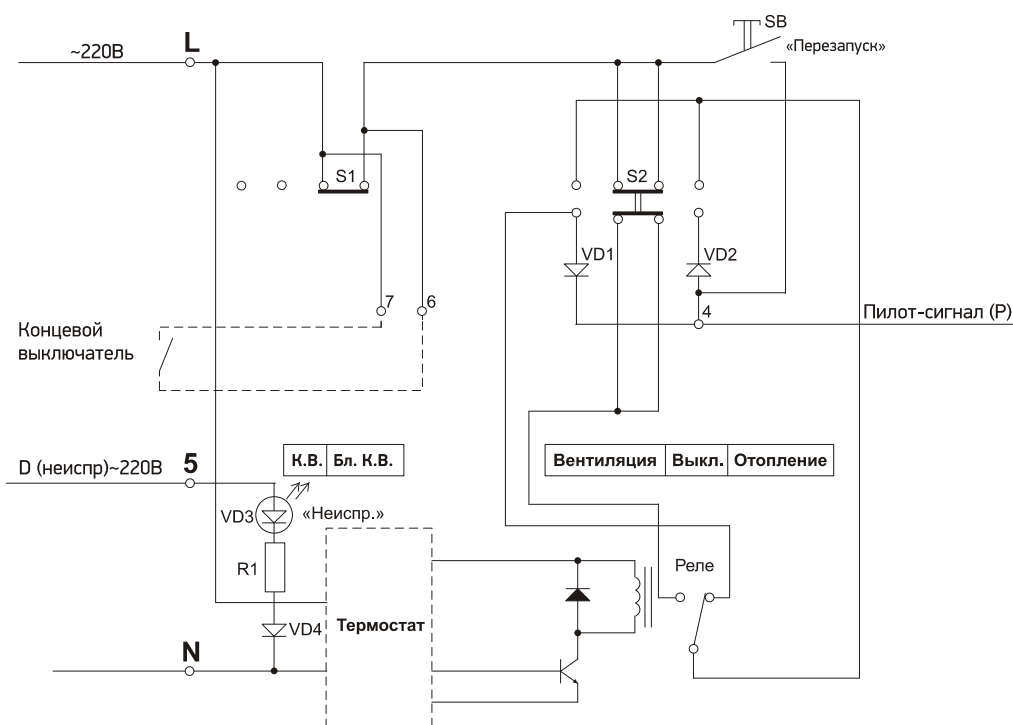 SB
~220В
L
«Перезапуск»
S1
S2
VD1
VD2
7
6
4
Пилот-сигнал (P)
Концевой
выключатель
К.В. Бл. К.В.
Вентиляция Выкл. Отопление
D (неиспр)~220В
5
VD3
«Неиспр.»
R1
Реле
Термостат
VD4
N